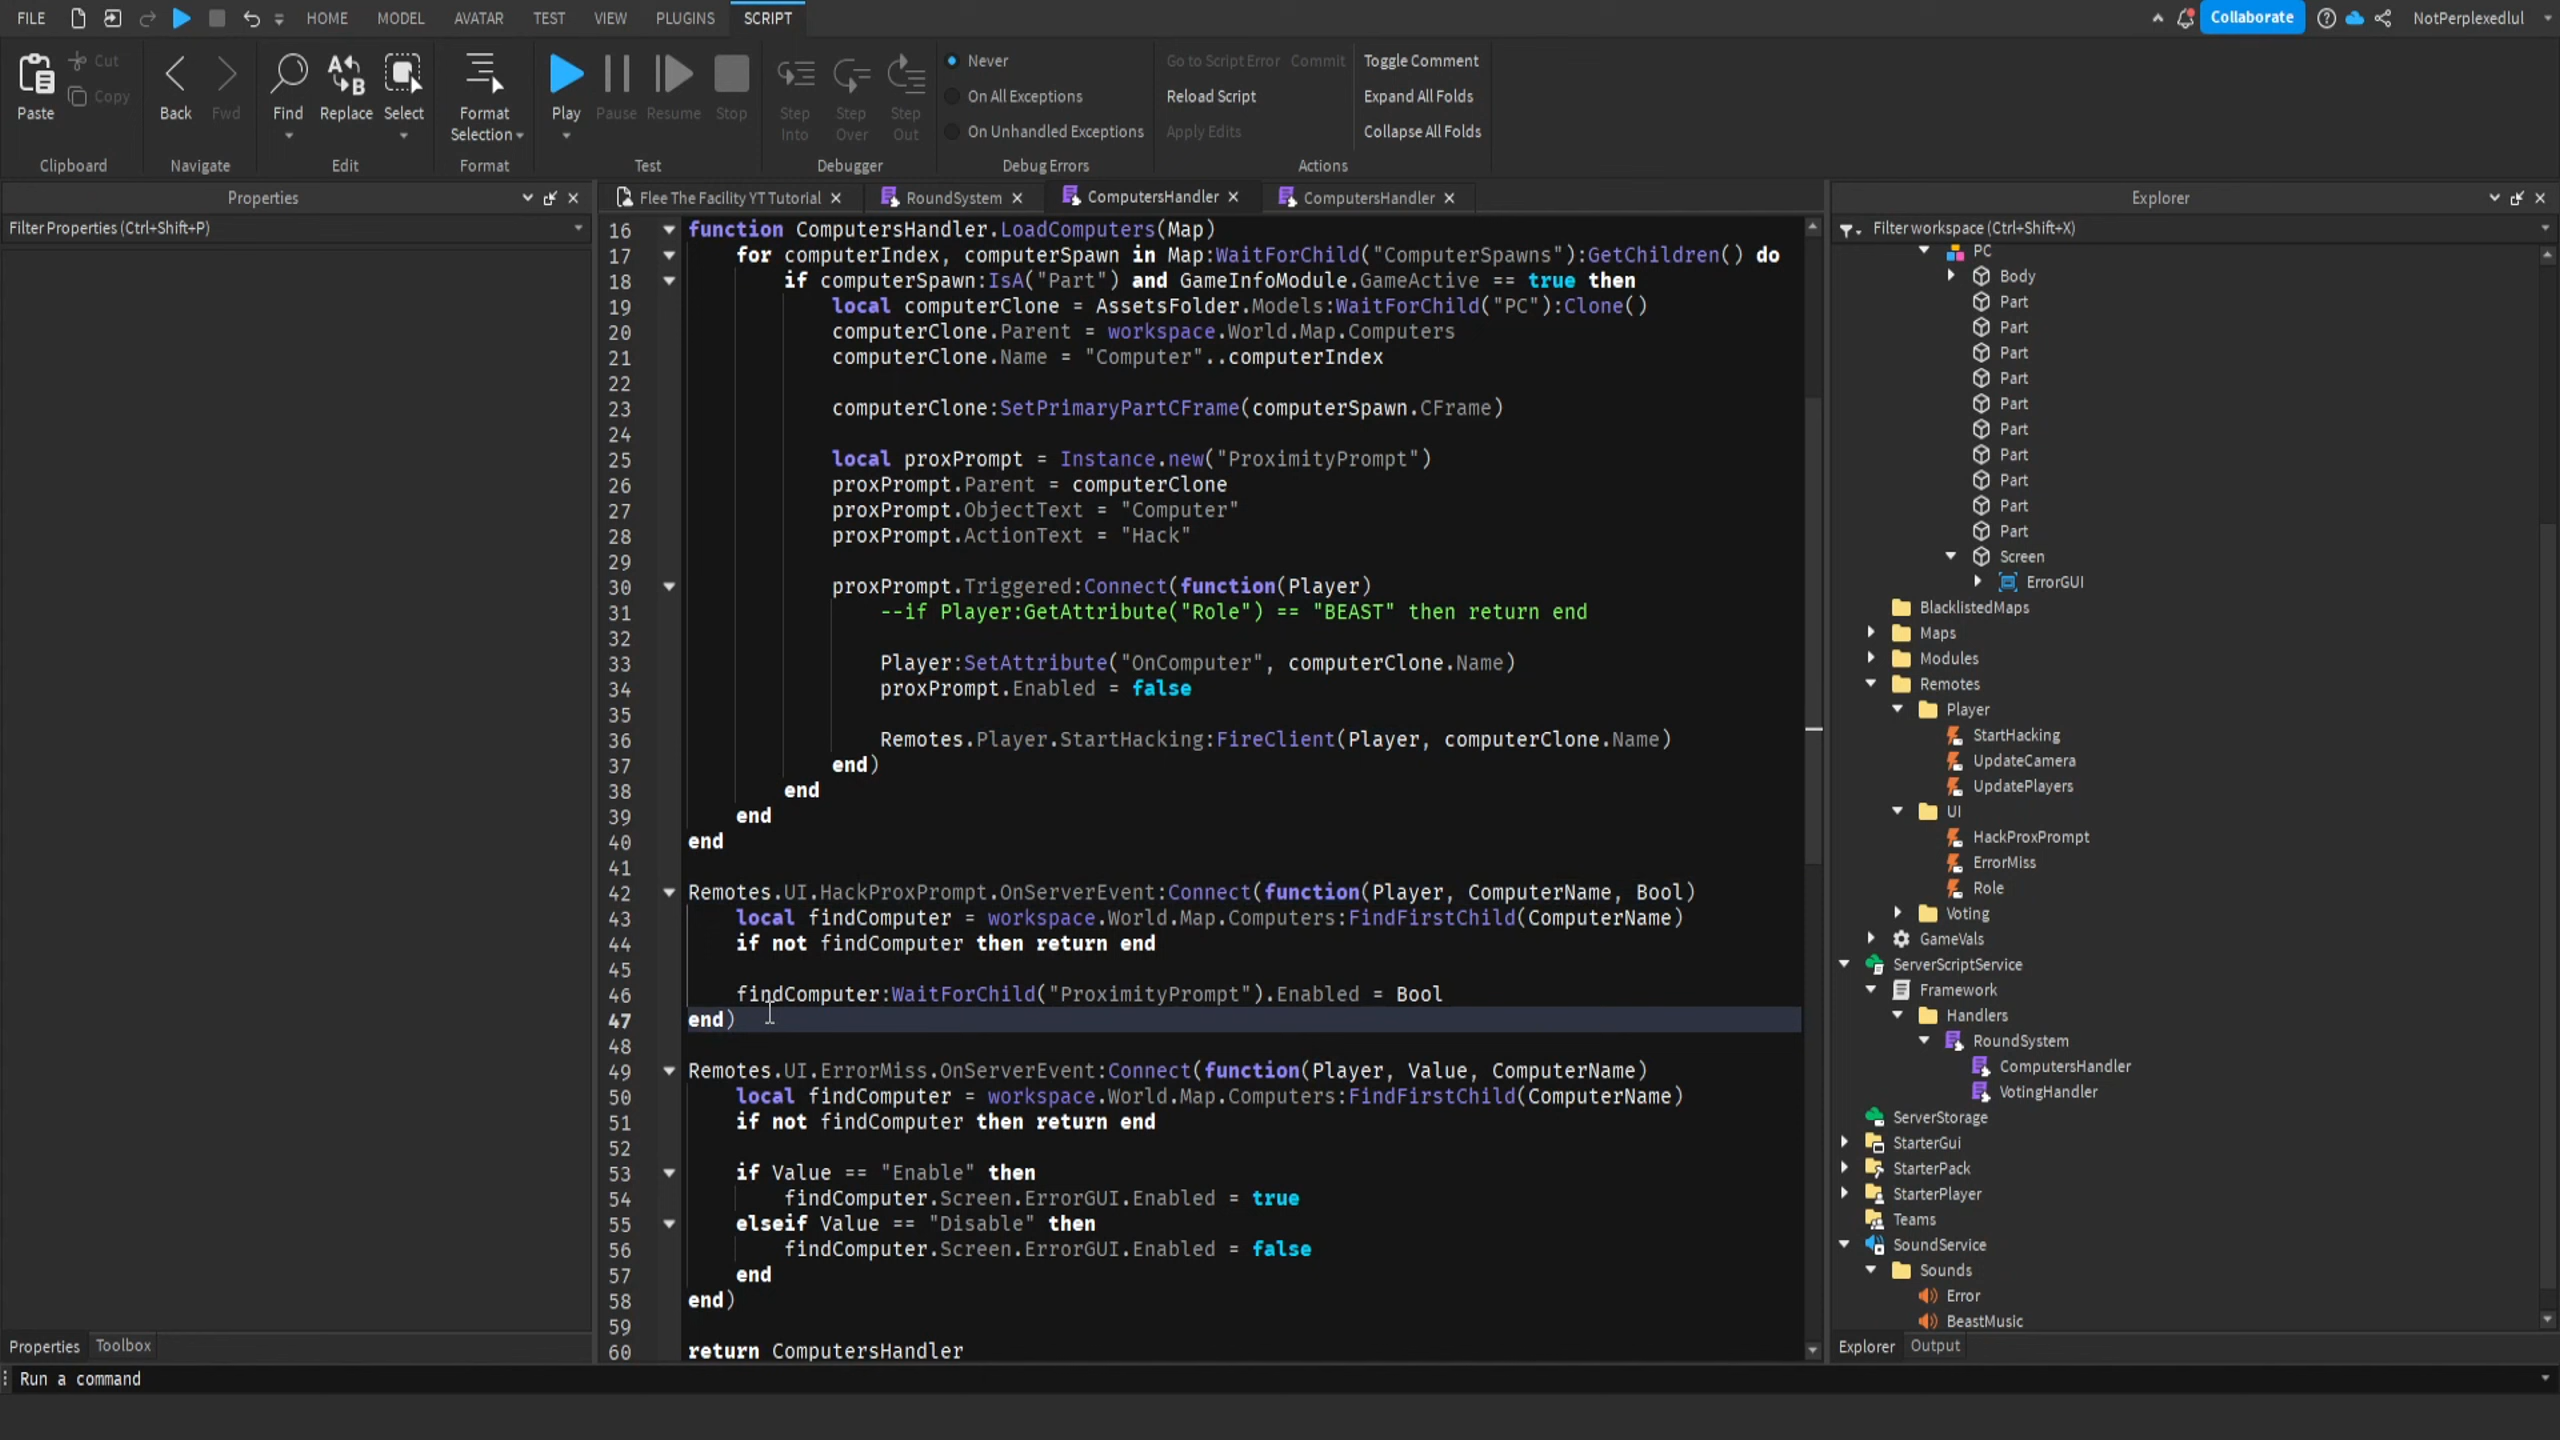 FILE HOME MODEL AVATAR TEST VIEW PLUGINS SCRIPT Collaborate NotPerplexedlul
Paste Cut Copy Back Fwd Find Replace Select Format Selection Play Pause Resume Stop Step Into Step Over Step Out
Never
On All Exceptions
On Unhandled Exceptions
Go to Script Error Commit
Reload Script
Apply Edits
Toggle Comment
Expand All Folds
Collapse All Folds
Clipboard Navigate Edit Format Test Debugger Debug Errors Actions
Properties
Filter Properties (Ctrl+Shift+P)
Flee The Facility YT Tutorial RoundSystem ComputersHandler ComputersHandler
16 function ComputersHandler.LoadComputers(Map)
17 for computerIndex, computerSpawn in Map:WaitForChild("ComputerSpawns"):GetChildren() do
18 if computerSpawn:IsA("Part") and GameInfoModule.GameActive == true then
19 local computerClone = AssetsFolder.Models:WaitForChild("PC"):Clone()
20 computerClone.Parent = workspace.World.Map.Computers
21 computerClone.Name = "Computer"..computerIndex
22
23 computerClone:SetPrimaryPartCFrame(computerSpawn.CFrame)
24
25 local proxPrompt = Instance.new("ProximityPrompt")
26 proxPrompt.Parent = computerClone
27 proxPrompt.ObjectText = "Computer"
28 proxPrompt.ActionText = "Hack"
29
30 proxPrompt.Triggered:Connect(function(Player)
31 --if Player:GetAttribute("Role") == "BEAST" then return end
32
33 Player:SetAttribute("OnComputer", computerClone.Name)
34 proxPrompt.Enabled = false
35
36 Remotes.Player.StartHacking:FireClient(Player, computerClone.Name)
37 end)
38 end
39 end
40 end
41
42 Remotes.UI.HackProxPrompt.OnServerEvent:Connect(function(Player, ComputerName, Bool)
43 local findComputer = workspace.World.Map.Computers:FindFirstChild(ComputerName)
44 if not findComputer then return end
45
46 findComputer:WaitForChild("ProximityPrompt").Enabled = Bool
47 end)
48
49 Remotes.UI.ErrorMiss.OnServerEvent:Connect(function(Player, Value, ComputerName)
50 local findComputer = workspace.World.Map.Computers:FindFirstChild(ComputerName)
51 if not findComputer then return end
52
53 if Value == "Enable" then
54 findComputer.Screen.ErrorGUI.Enabled = true
55 elseif Value == "Disable" then
56 findComputer.Screen.ErrorGUI.Enabled = false
57 end
58 end)
59
60 return ComputersHandler
Explorer
Filter workspace (Ctrl+Shift+X)
PC
Body
Part
Part
Part
Part
Part
Part
Part
Part
Part
Part
Screen
ErrorGUI
BlacklistedMaps
Maps
Modules
Remotes
Player
StartHacking
UpdateCamera
UpdatePlayers
UI
HackProxPrompt
ErrorMiss
Role
Voting
GameVals
ServerScriptService
Framework
Handlers
RoundSystem
ComputersHandler
VotingHandler
ServerStorage
StarterGui
StarterPack
StarterPlayer
Teams
SoundService
Sounds
Error
BeastMusic
Properties Toolbox
Explorer Output
Run a command